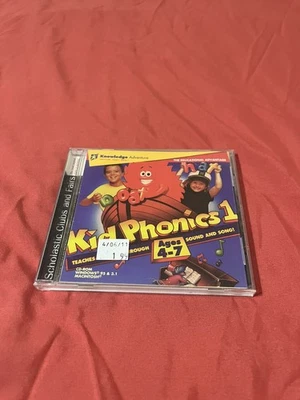 Knowledge Adventure
hat
Kid Phonics 1
4/06/11
1.99
Ages
4-7
TEACHES
THROUGH SOUND AND SONG!
CD-ROM
WINDOWS 95 & 3.1
MACINTOSH
Scholastic Clubs and Fairs